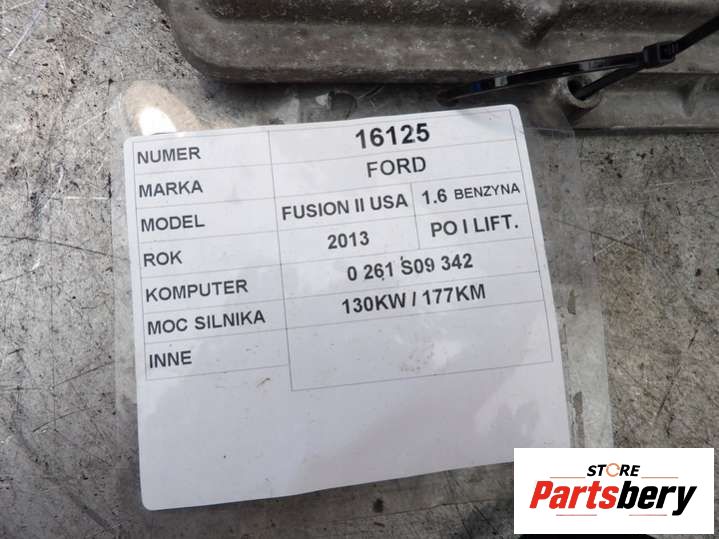 NUMER 16125
MARKA FORD
MODEL FUSION II USA 1.6 BENZYNA
ROK 2013 PO I LIFT.
KOMPUTER 0 261 S09 342
MOC SILNIKA 130KW / 177KM
INNE
STORE
Partsbery